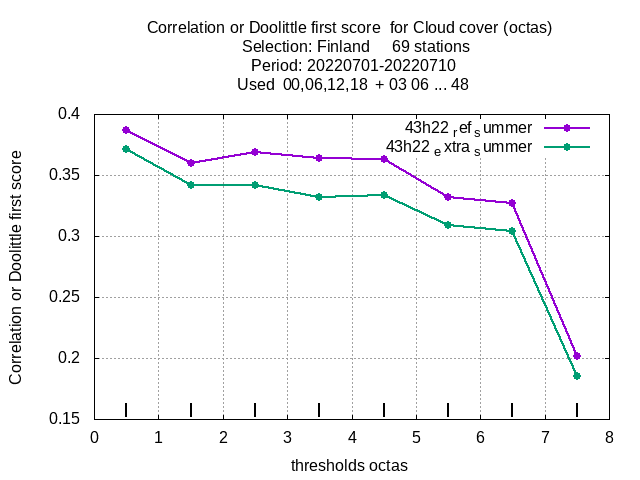 Correlation or Doolittle first score  for Cloud cover (octas)
Selection: Finland     69 stations
Period: 20220701-20220710
Used  00,06,12,18  + 03 06 ... 48
43h22 ref summer
43h22 extra summer
Correlation or Doolittle first score
0.4
0.35
0.3
0.25
0.2
0.15
0 1 2 3 4 5 6 7 8
thresholds octas